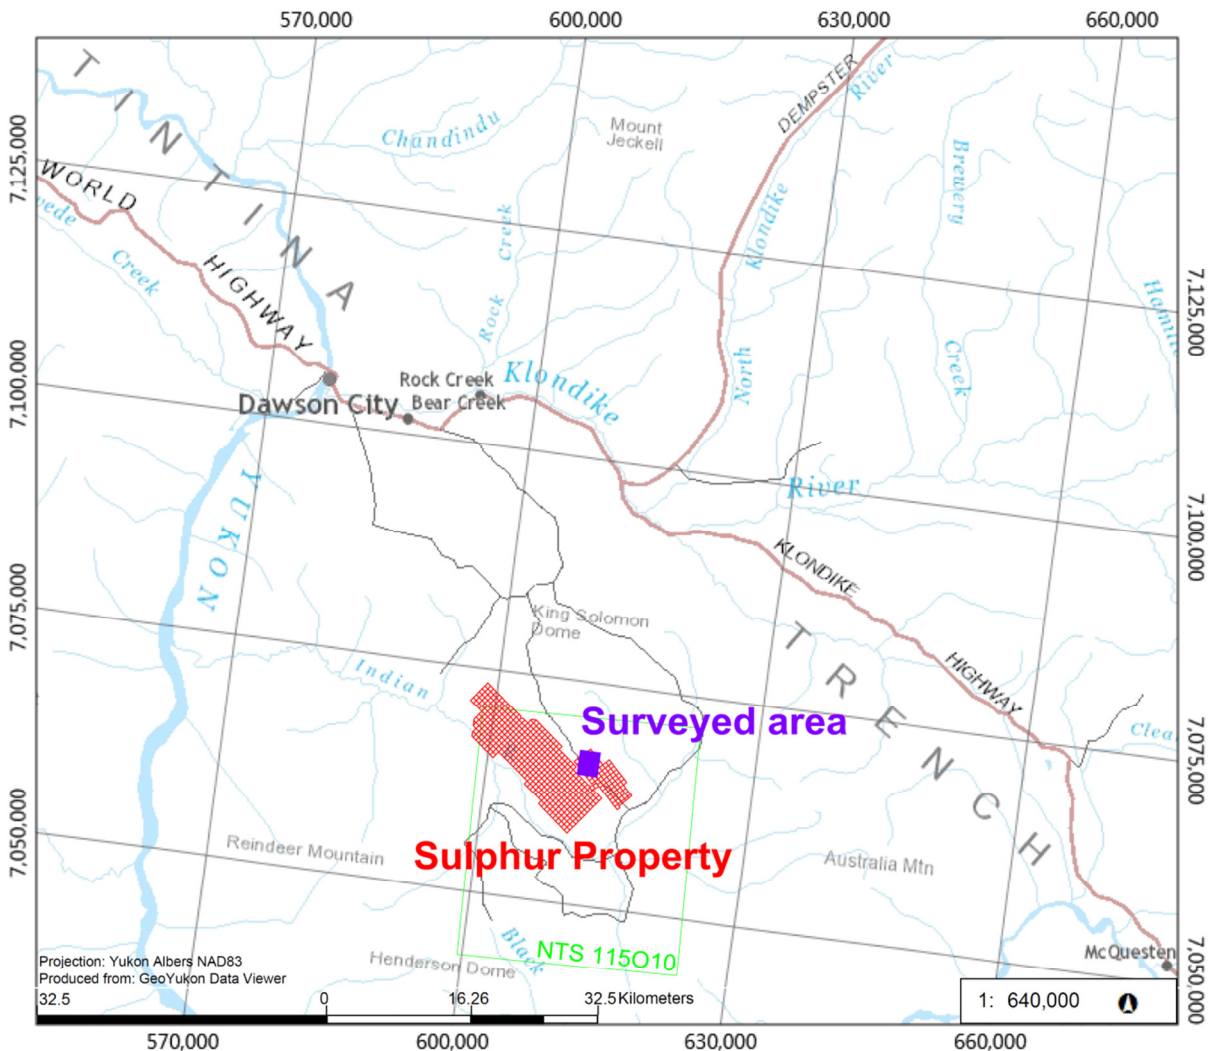 570,000
600,000
630,000
660,000
TINTINA
DEMPSTER
River
Chandindu
Mount
Jeckell
7,125,000
Brewery
WORLD
Klondike
Creek
Creek
HIGHWAY
7,125,000
Rock
Creek
North
7,100,000
Rock Creek
Klondike
Dawson City
Bear Creek
YUKON
River
7,100,000
KLONDIKE
7,075,000
King Solomon
Dome
TRENCH
Indian
HIGHWAY
Surveyed area
7,075,000
7,050,000
Reindeer Mountain
Sulphur Property
Australia Mtn
Black
NTS 115O10
Henderson Dome
McQuesten
7,050,000
Projection: Yukon Albers NAD83
Produced from: GeoYukon Data Viewer
32.5 0 16.26 32.5 Kilometers
1: 640,000
570,000
600,000
630,000
660,000